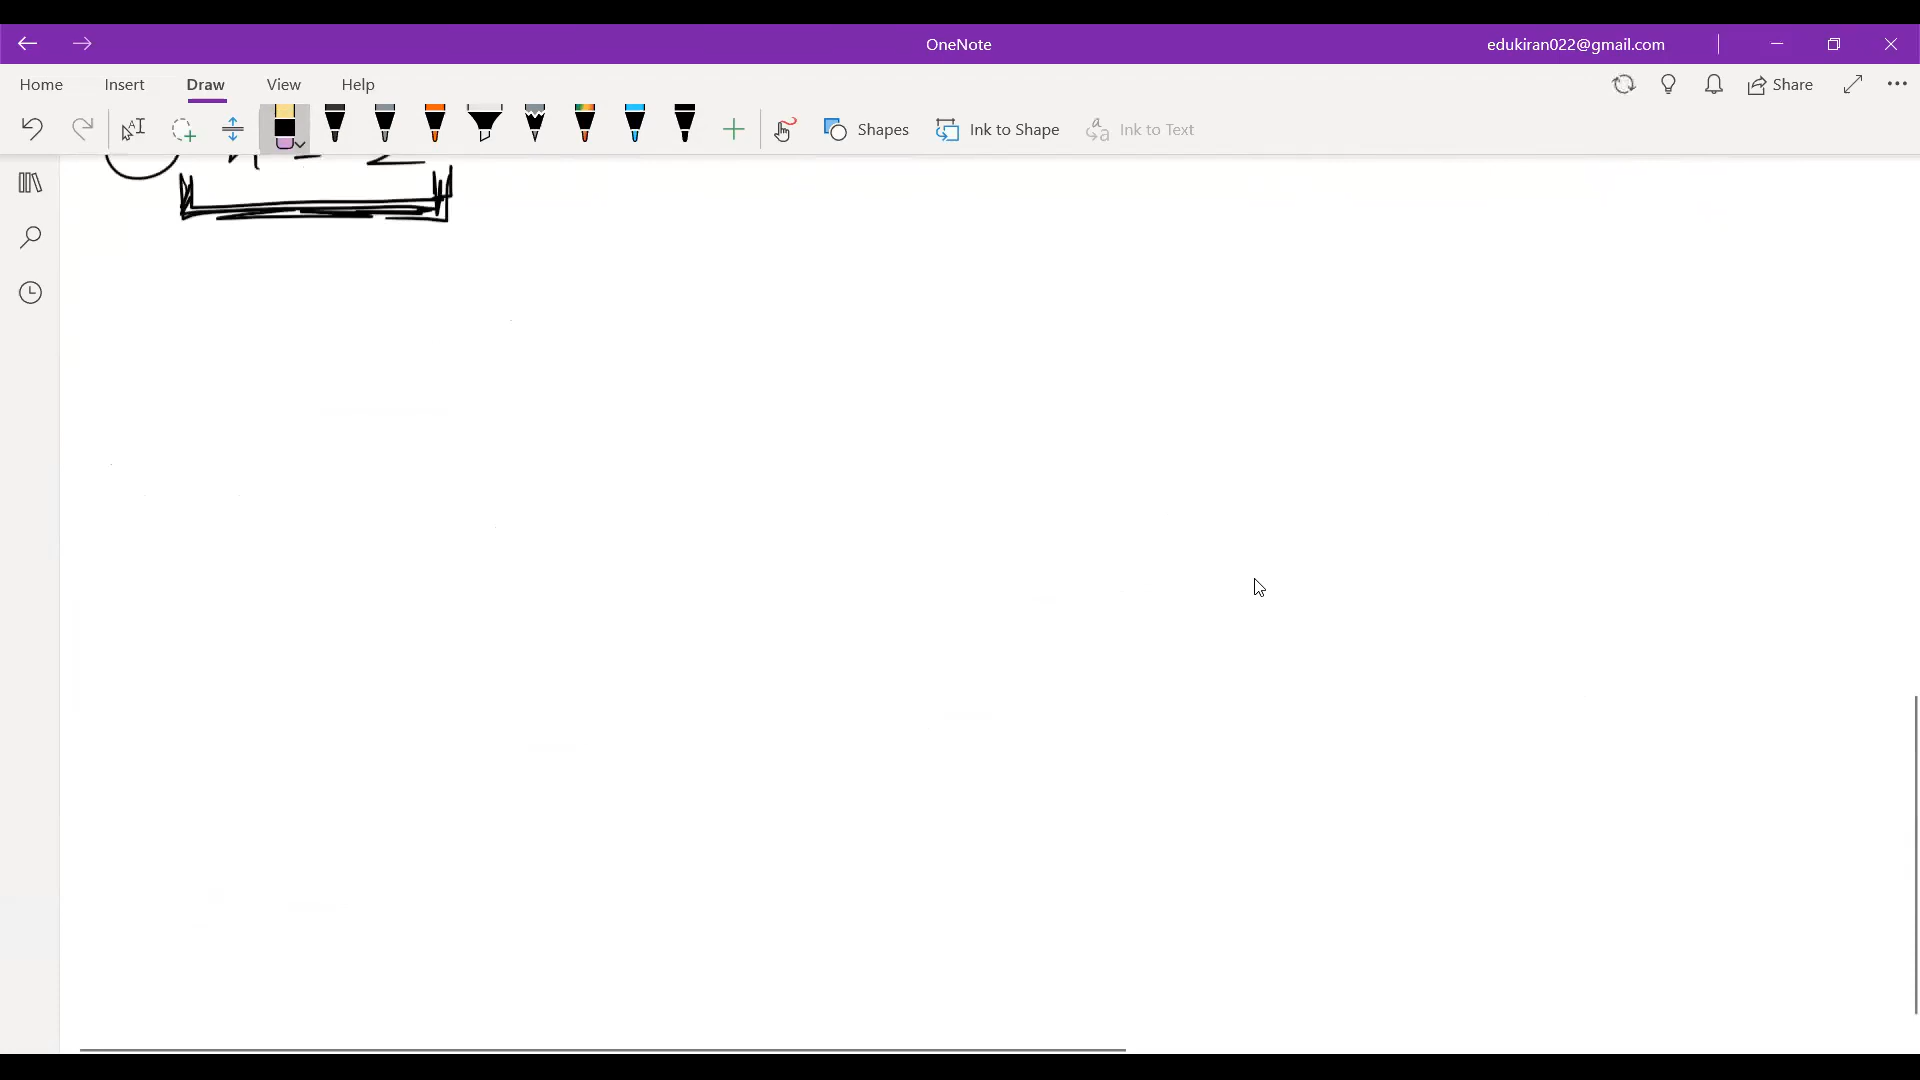 OneNote
edukiran022@gmail.com
Home Insert Draw View Help
Share
Shapes
Ink to Shape
Ink to Text